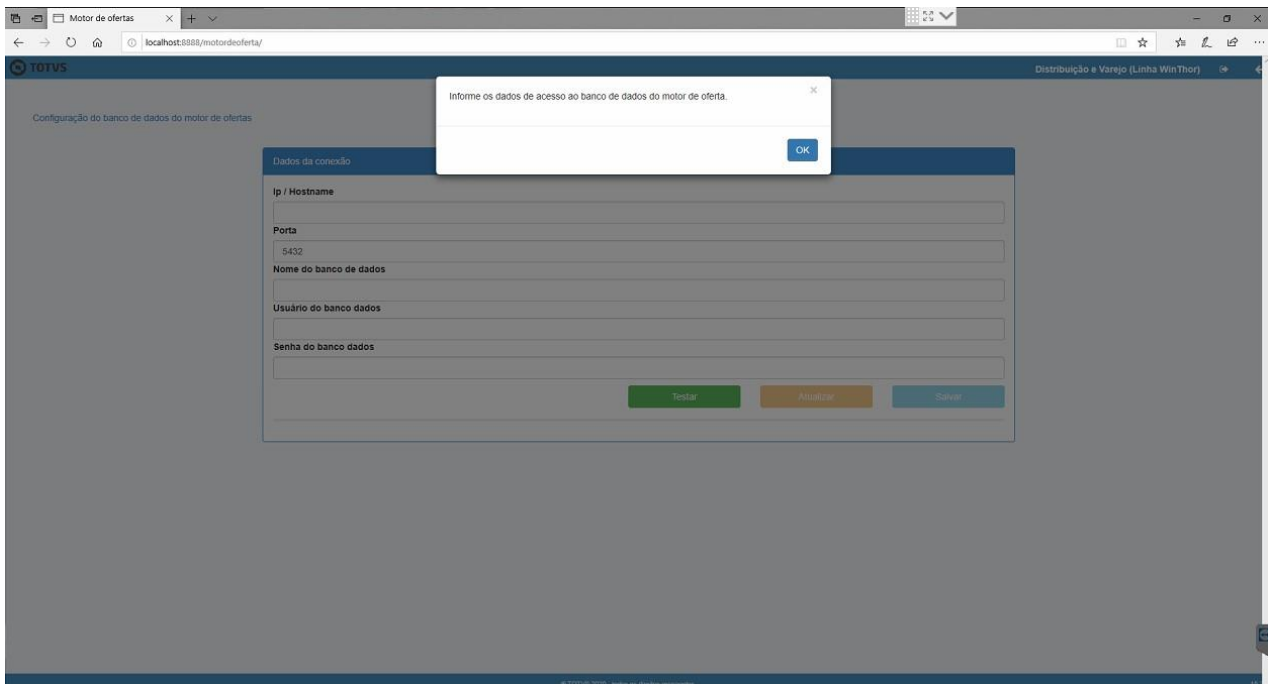 Motor de ofertas
localhost:8888/motordeoferta/
TOTVS
Distribuição e Varejo (Linha WinThor)
Informe os dados de acesso ao banco de dados do motor de oferta.
OK
Configuração do banco de dados do motor de ofertas
Dados da conexão
Ip / Hostname
Porta
5432
Nome do banco de dados
Usuário do banco dados
Senha do banco dados
Testar
Atualizar
Salvar